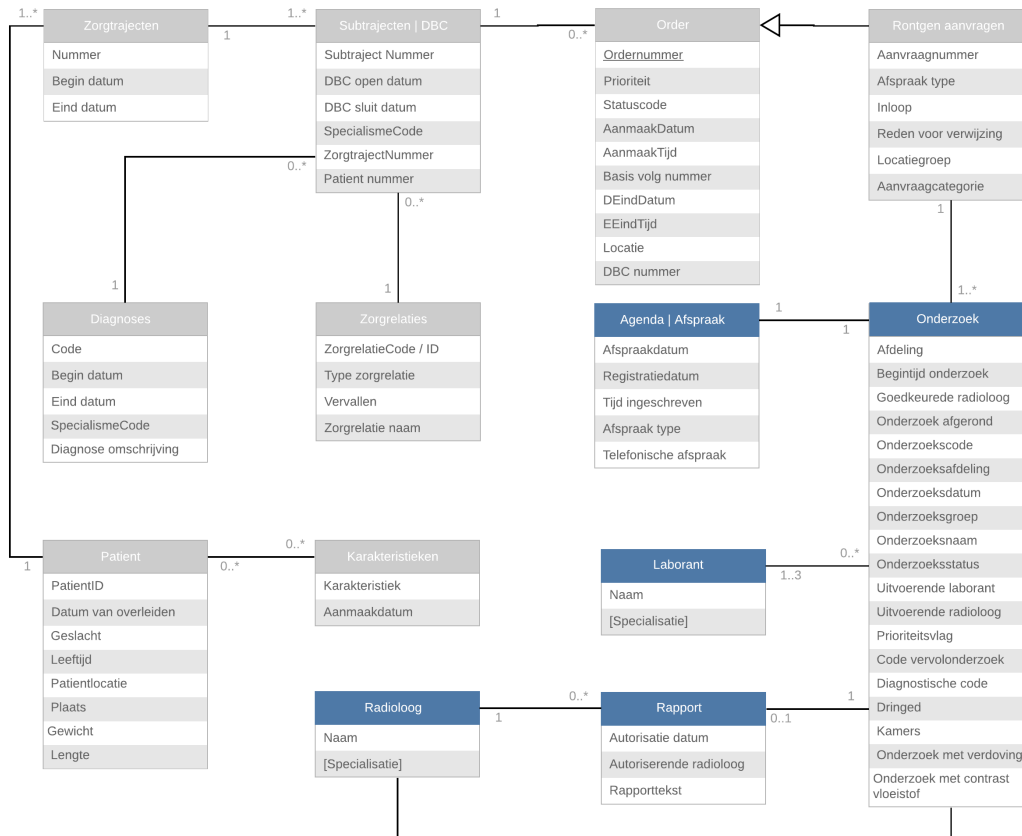 1..*
Zorgtrajecten
1
Nummer
Begin datum
Eind datum
1..*
Subtrajecten | DBC
1
Subtraject Nummer
DBC open datum
DBC sluit datum
SpecialismeCode
ZorgtrajectNummer
Patient nummer
0..*
0..*
0..*
Order
Ordernummer
Prioriteit
Statuscode
AanmaakDatum
AanmaakTijd
Basis volg nummer
DEindDatum
EEindTijd
Locatie
DBC nummer
Rontgen aanvragen
Aanvraagnummer
Afspraak type
Inloop
Reden voor verwijzing
Locatiegroep
Aanvraagcategorie
1
1..*
1
Diagnoses
Code
Begin datum
Eind datum
SpecialismeCode
Diagnose omschrijving
1
Zorgrelaties
ZorgrelatieCode / ID
Type zorgrelatie
Vervallen
Zorgrelatie naam
Agenda | Afspraak
1
1
Afspraakdatum
Registratiedatum
Tijd ingeschreven
Afspraak type
Telefonische afspraak
Onderzoek
Afdeling
Begintijd onderzoek
Goedkeurede radioloog
Onderzoek afgerond
Onderzoekscode
Onderzoeksafdeling
Onderzoeksdatum
Onderzoeksgroep
Onderzoeksnaam
Onderzoeksstatus
Uitvoerende laborant
Uitvoerende radioloog
Prioriteitsvlag
Code vervolonderzoek
Diagnostische code
Dringed
Kamers
Onderzoek met verdoving
Onderzoek met contrast
vloeistof
1
Patient
0..*
PatientID
Datum van overleiden
Geslacht
Leeftijd
Patientlocatie
Plaats
Gewicht
Lengte
0..*
Karakteristieken
Karakteristiek
Aanmaakdatum
Laborant
1..3
0..*
Naam
[Specialisatie]
Radioloog
1
0..*
Naam
[Specialisatie]
Rapport
0..1
1
Autorisatie datum
Autoriserende radioloog
Rapporttekst